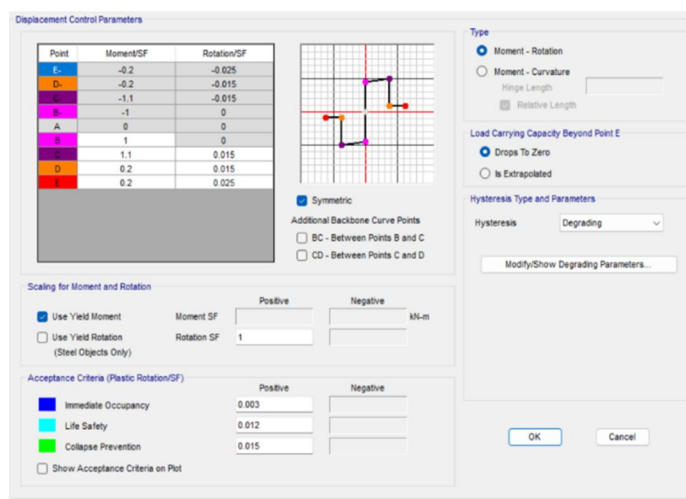 Displacement Control Parameters
Point Moment/SF Rotation/SF
E- -0.2 -0.025
D- -0.2 -0.015
C- -1.1 -0.015
B- -1 0
A 0 0
B 1 0
C 1.1 0.015
D 0.2 0.015
E 0.2 0.025
Symmetric
Additional Backbone Curve Points
BC - Between Points B and C
CD - Between Points C and D
Type
Moment - Rotation
Moment - Curvature
Hinge Length
Relative Length
Load Carrying Capacity Beyond Point E
Drops To Zero
Is Extrapolated
Hysteresis Type and Parameters
Hysteresis Degrading
Modify/Show Degrading Parameters...
Scaling for Moment and Rotation
Positive Negative
Use Yield Moment Moment SF kN-m
Use Yield Rotation Rotation SF 1
(Steel Objects Only)
Acceptance Criteria (Plastic Rotation/SF)
Positive Negative
Immediate Occupancy 0.003
Life Safety 0.012
Collapse Prevention 0.015
Show Acceptance Criteria on Plot
OK Cancel